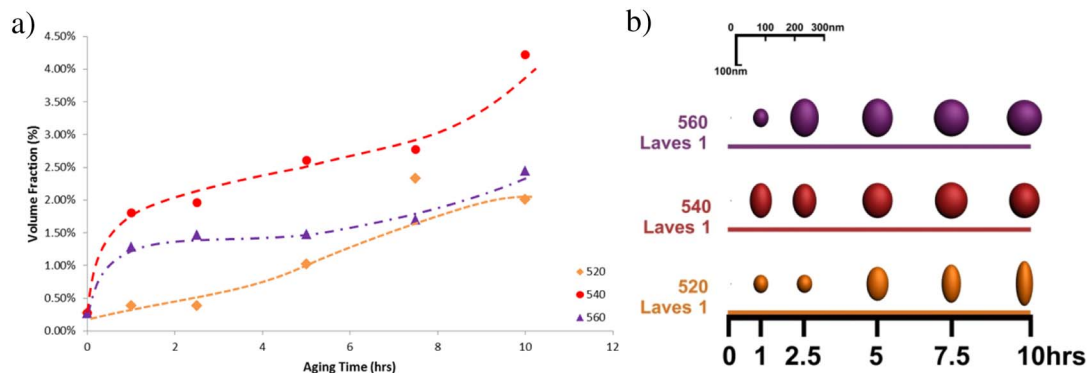 a)
4.50%
4.00%
3.50%
3.00%
2.50%
2.00%
1.50%
1.00%
0.50%
0.00%
Volume Fraction (%)
0 2 4 6 8 10 12
Aging Time (hrs)
520
540
560
b)
0 100 200 300nm
100nm
560
Laves 1
540
Laves 1
520
Laves 1
0 1 2.5 5 7.5 10hrs